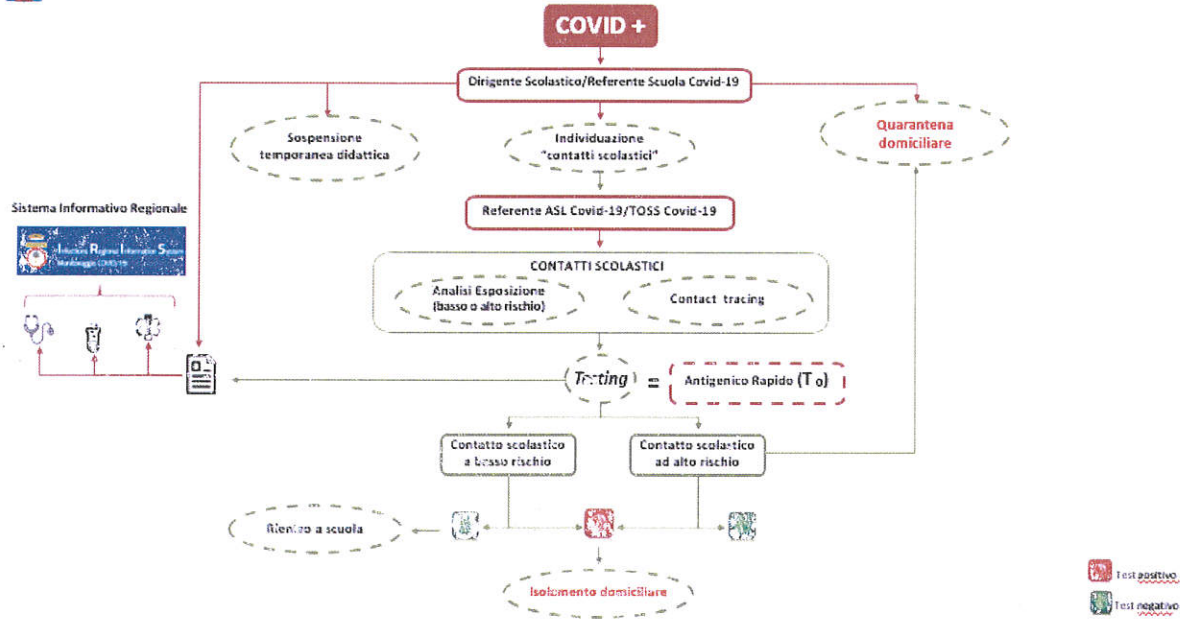 COVID +
Dirigente Scolastico/Referente Scuola Covid-19
Sospensione
temporanea didattica
Individuazione
"contatti scolastici"
Quarantena
domiciliare
Sistema Informativo Regionale
Referente ASL Covid-19/TOSS Covid-19
CONTATTI SCOLASTICI
Analisi Esposizione
(basso o alto rischio)
Contact tracing
Testing
=
Antigenico Rapido (T 0)
Contatto scolastico
a basso rischio
Contatto scolastico
ad alto rischio
Rientro a scuola
Isolamento domiciliare
Test positivo
Test negativo